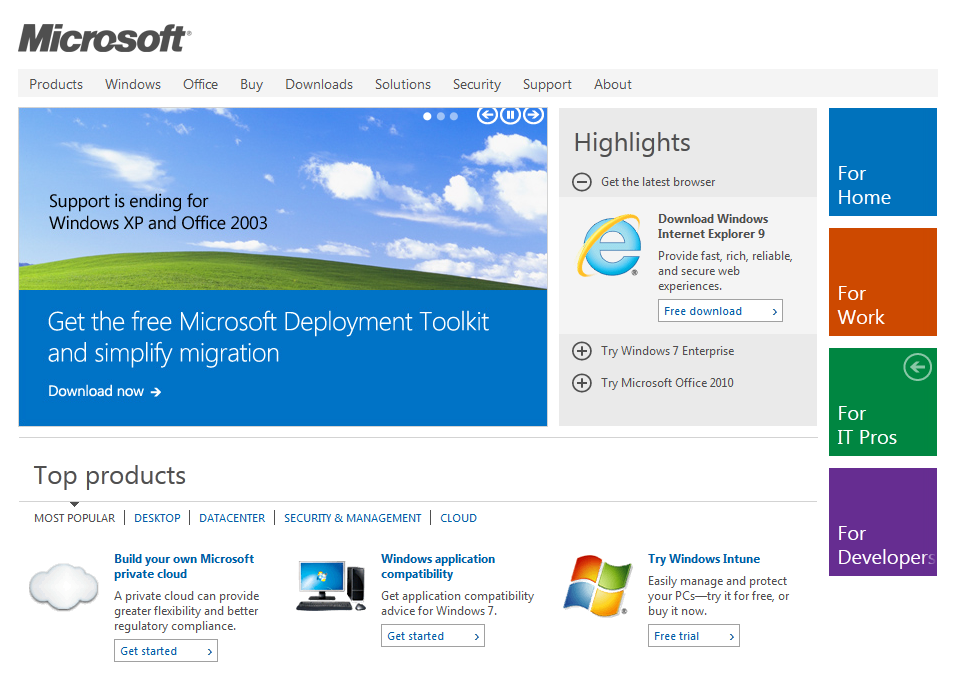 Microsoft®
Products Windows Office Buy Downloads Solutions Security Support About
Support is ending for
Windows XP and Office 2003
Get the free Microsoft Deployment Toolkit
and simplify migration
Download now
Highlights
Get the latest browser
Download Windows
Internet Explorer 9
Provide fast, rich, reliable,
and secure web
experiences.
Free download
Try Windows 7 Enterprise
Try Microsoft Office 2010
For
Home
For
Work
For
IT Pros
For
Developers
Top products
MOST POPULAR DESKTOP DATACENTER SECURITY & MANAGEMENT CLOUD
Build your own Microsoft
private cloud
A private cloud can provide
greater flexibility and better
regulatory compliance.
Get started
Windows application
compatibility
Get application compatibility
advice for Windows 7.
Get started
Try Windows Intune
Easily manage and protect
your PCs—try it for free, or
buy it now.
Free trial